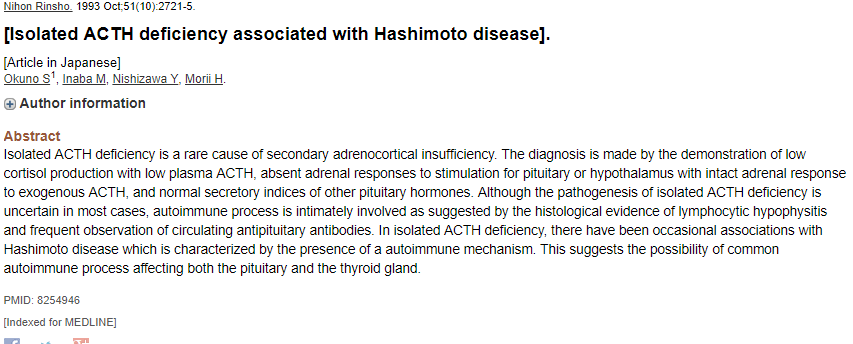 Nihon Rinsho. 1993 Oct;51(10):2721-5.
[Isolated ACTH deficiency associated with Hashimoto disease].
[Article in Japanese]
Okuno S1, Inaba M, Nishizawa Y, Morii H.
Author information
Abstract
Isolated ACTH deficiency is a rare cause of secondary adrenocortical insufficiency. The diagnosis is made by the demonstration of low
cortisol production with low plasma ACTH, absent adrenal responses to stimulation for pituitary or hypothalamus with intact adrenal response
to exogenous ACTH, and normal secretory indices of other pituitary hormones. Although the pathogenesis of isolated ACTH deficiency is
uncertain in most cases, autoimmune process is intimately involved as suggested by the histological evidence of lymphocytic hypophysitis
and frequent observation of circulating antipituitary antibodies. In isolated ACTH deficiency, there have been occasional associations with
Hashimoto disease which is characterized by the presence of a autoimmune mechanism. This suggests the possibility of common
autoimmune process affecting both the pituitary and the thyroid gland.
PMID: 8254946
[Indexed for MEDLINE]